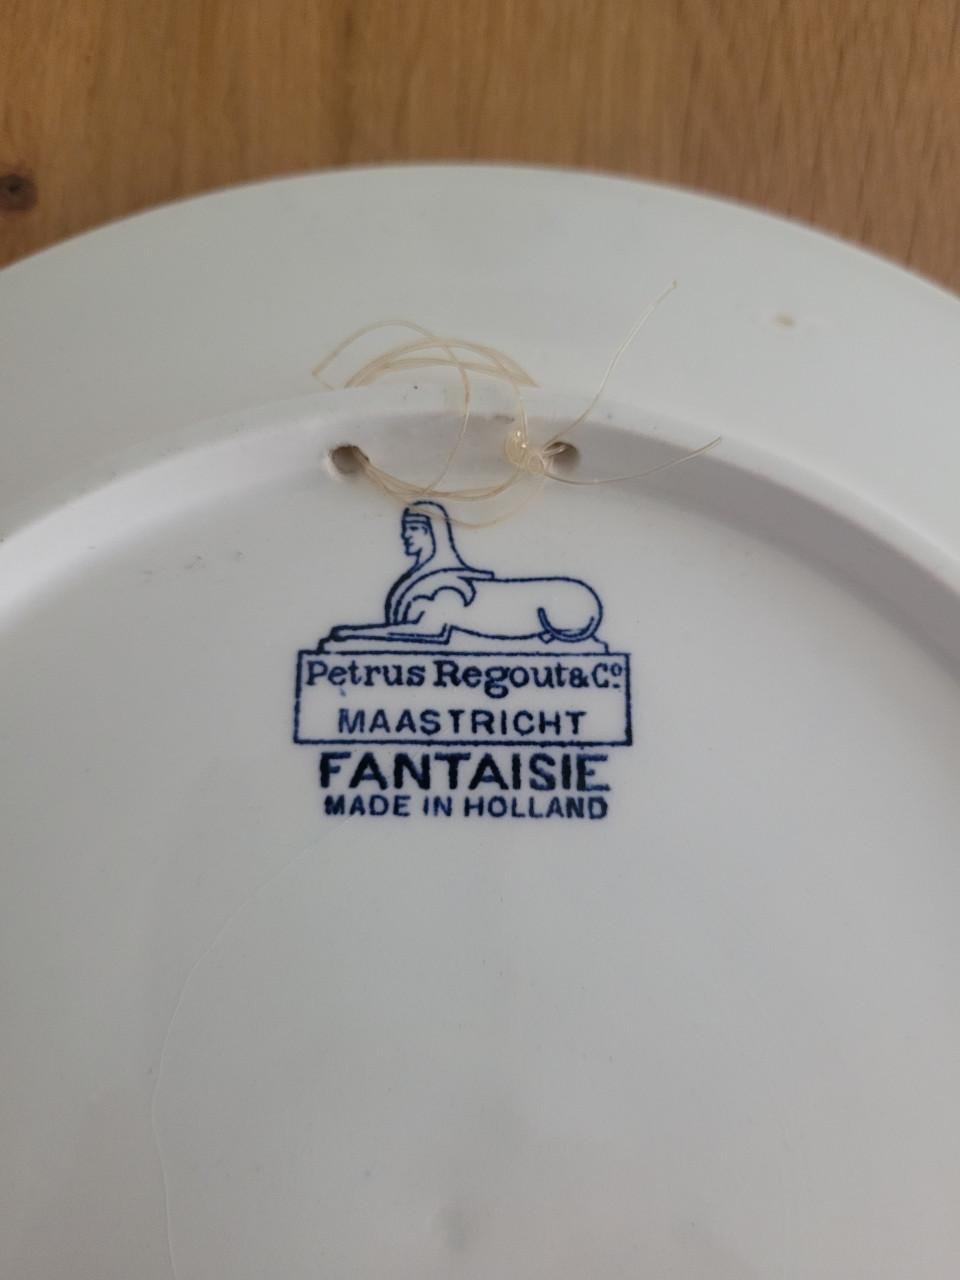 Petrus Regout & Cº
MAASTRICHT
FANTAISIE
MADE IN HOLLAND